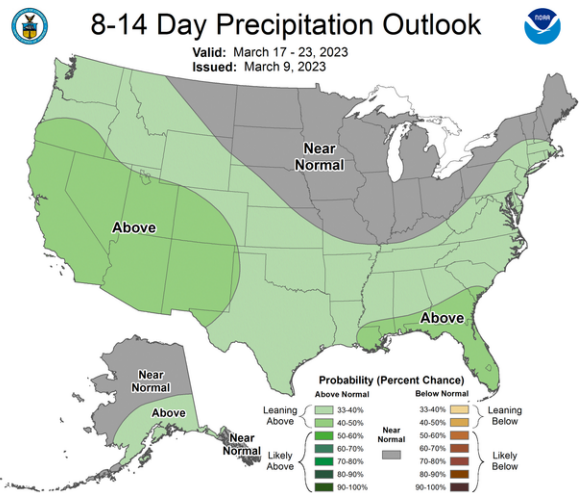 8-14 Day Precipitation Outlook
NOAA
Valid: March 17 - 23, 2023
Issued: March 9, 2023
Near
Normal
Above
Above
Near
Normal
Above
Near
Normal
Probability (Percent Chance)
Above Normal
Below Normal
Leaning
Above
33-40%
40-50%
Likely
Above
50-60%
60-70%
70-80%
80-90%
90-100%
Near
Normal
33-40%
40-50%
Leaning
Below
50-60%
60-70%
70-80%
80-90%
90-100%
Likely
Below